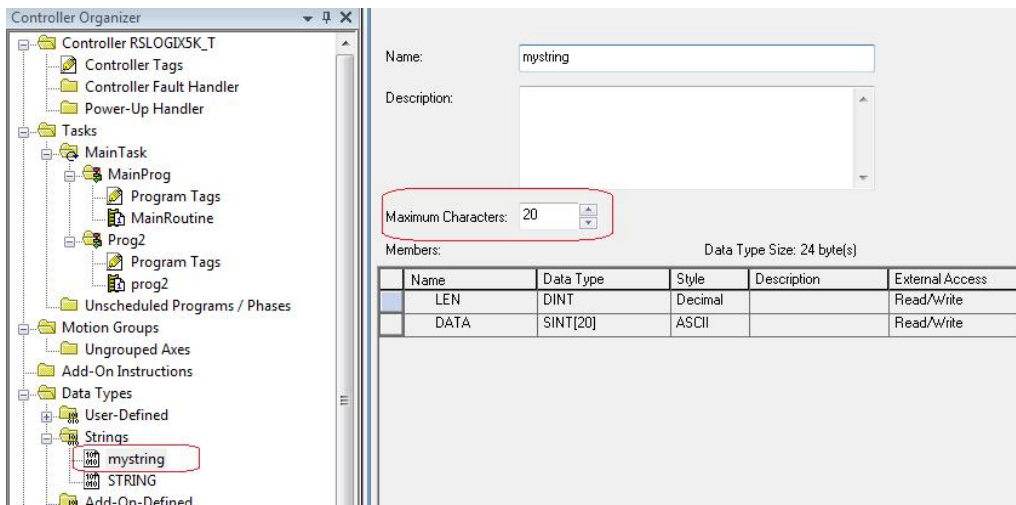 Controller Organizer
Controller RSLOGIX5K_T
Controller Tags
Controller Fault Handler
Power-Up Handler
Tasks
MainTask
MainProg
Program Tags
MainRoutine
Prog2
Program Tags
prog2
Unscheduled Programs / Phases
Motion Groups
Ungrouped Axes
Add-On Instructions
Data Types
User-Defined
Strings
mystring
STRING
Add-On-Defined
Name: mystring
Description:
Maximum Characters: 20
Members: Data Type Size: 24 byte(s)
Name Data Type Style Description External Access
LEN DINT Decimal Read/Write
DATA SINT[20] ASCII Read/Write